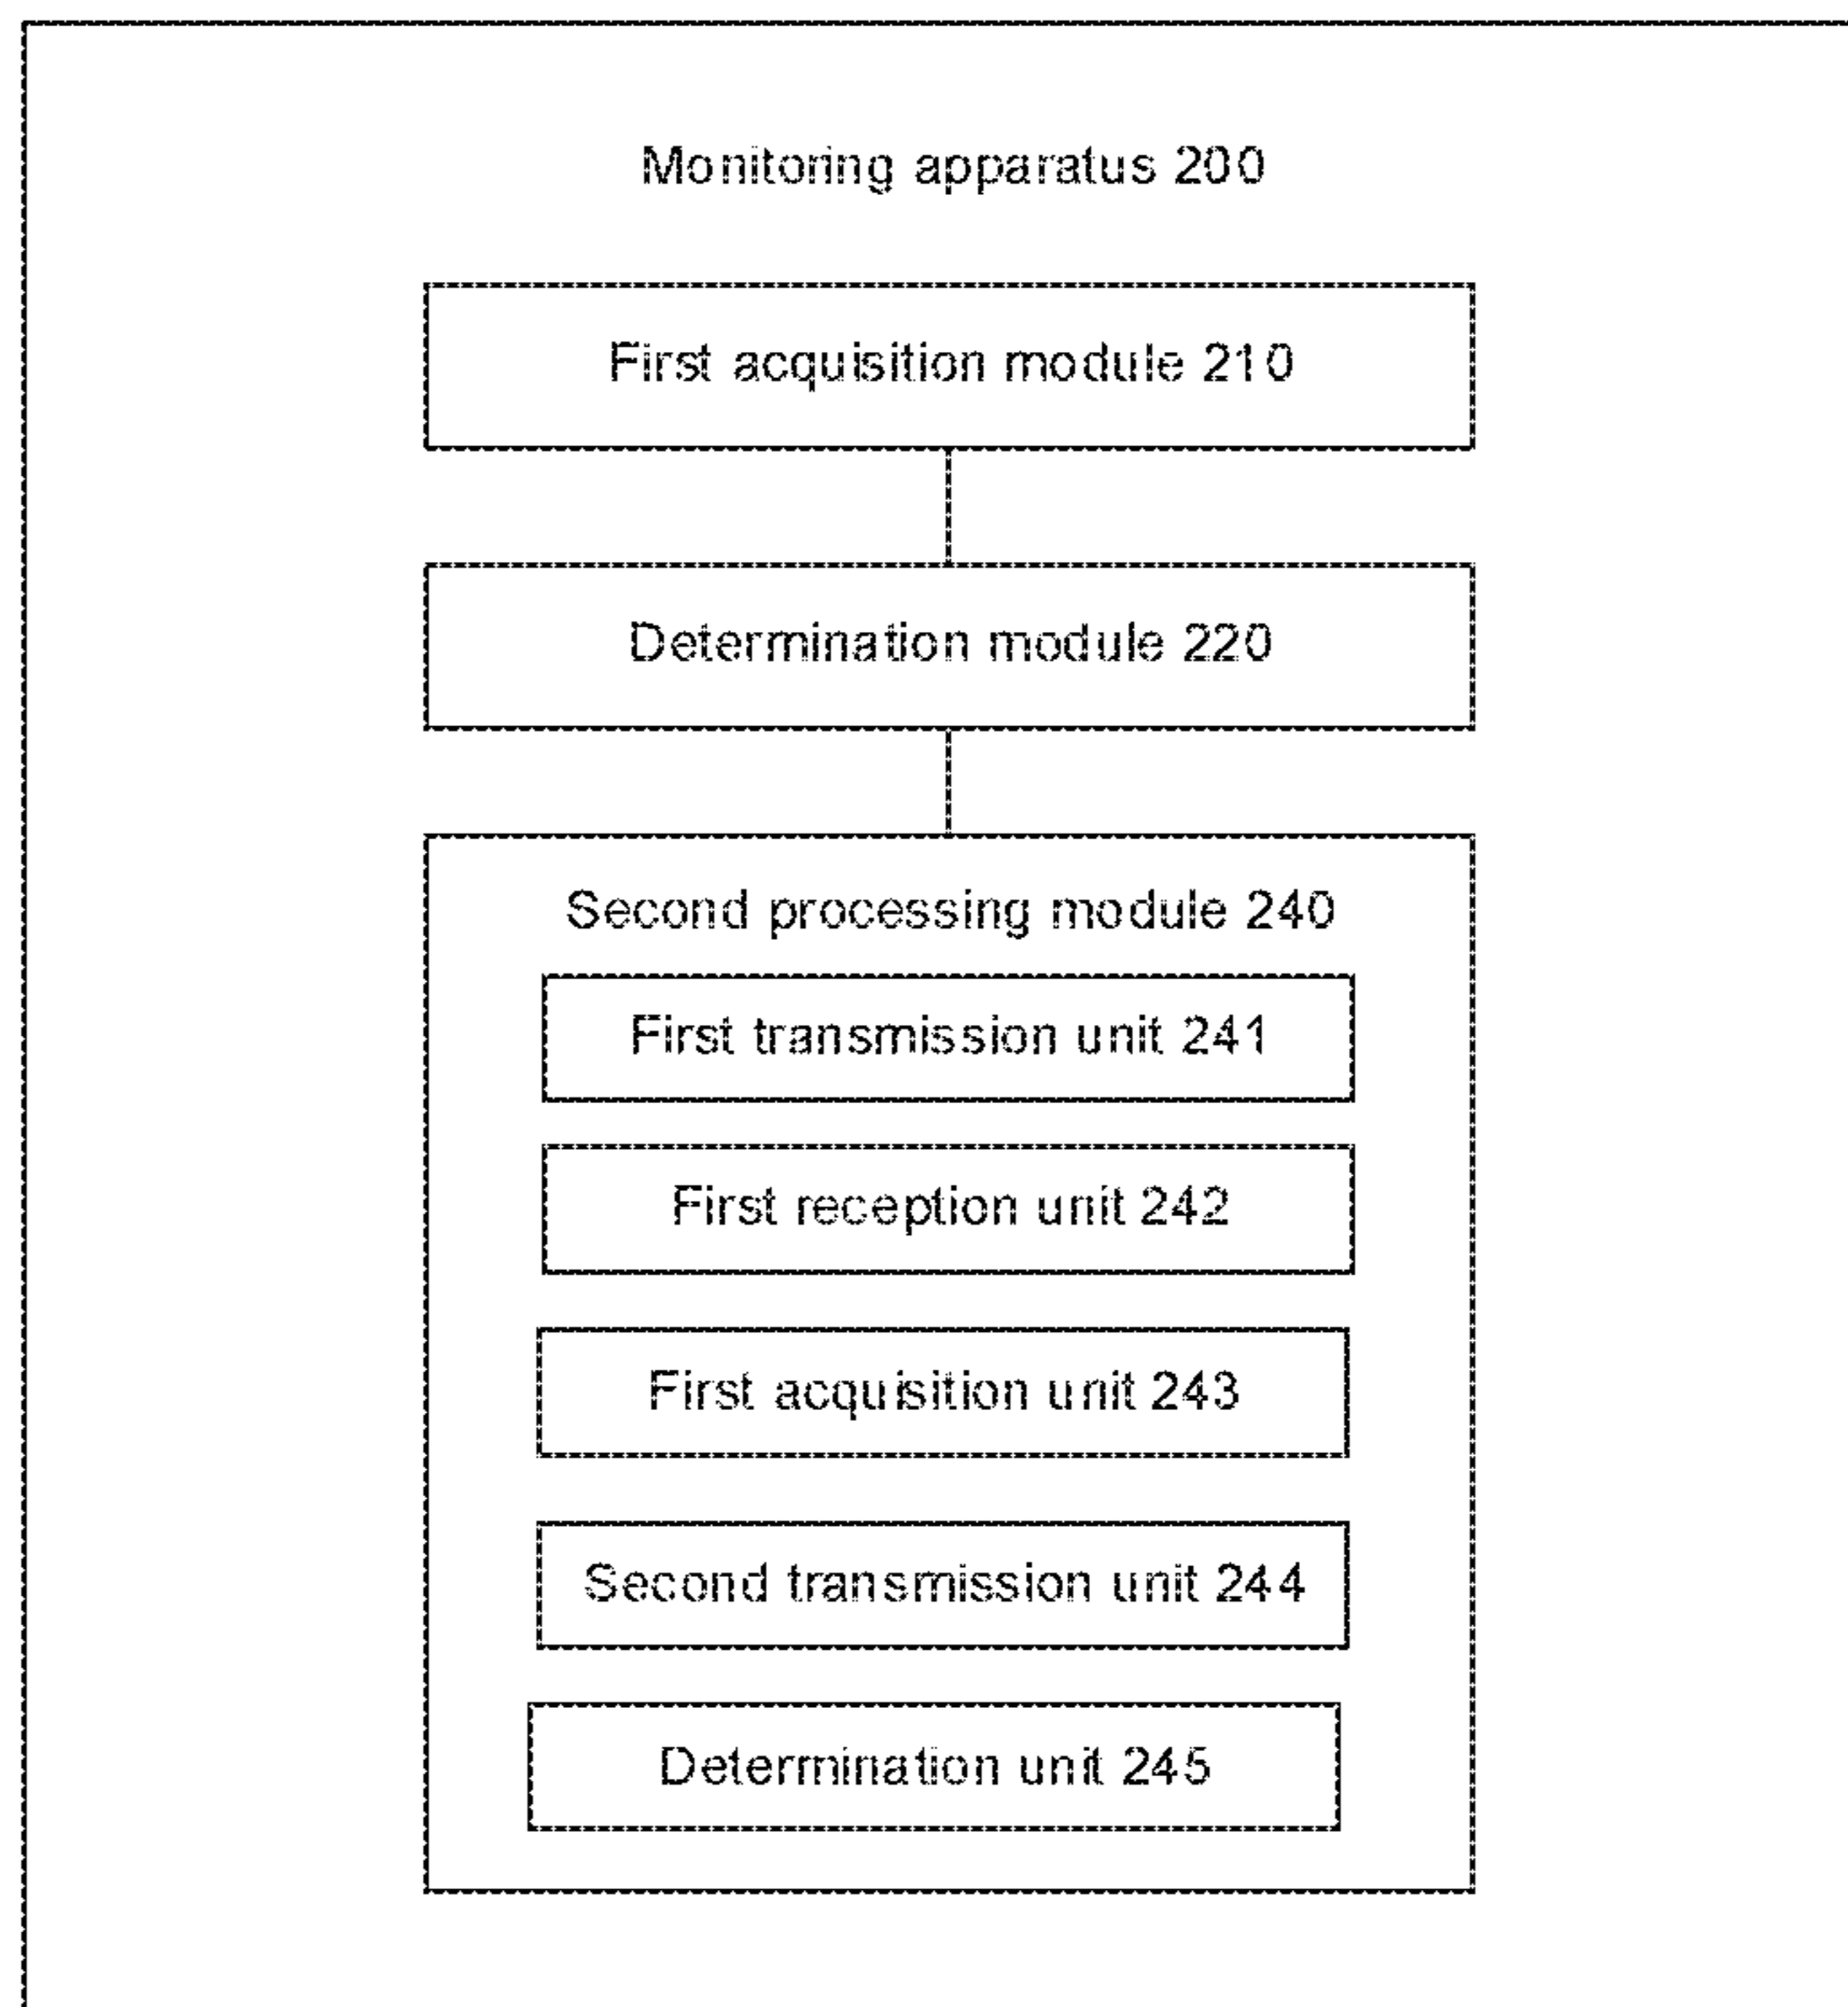 Monitoring apparatus 200
First acquisition module 210
Determination module 220
Second processing module 240
First transmission unit 241
First reception unit 242
First acquisition unit 243
Second transmission unit 244
Determination unit 245